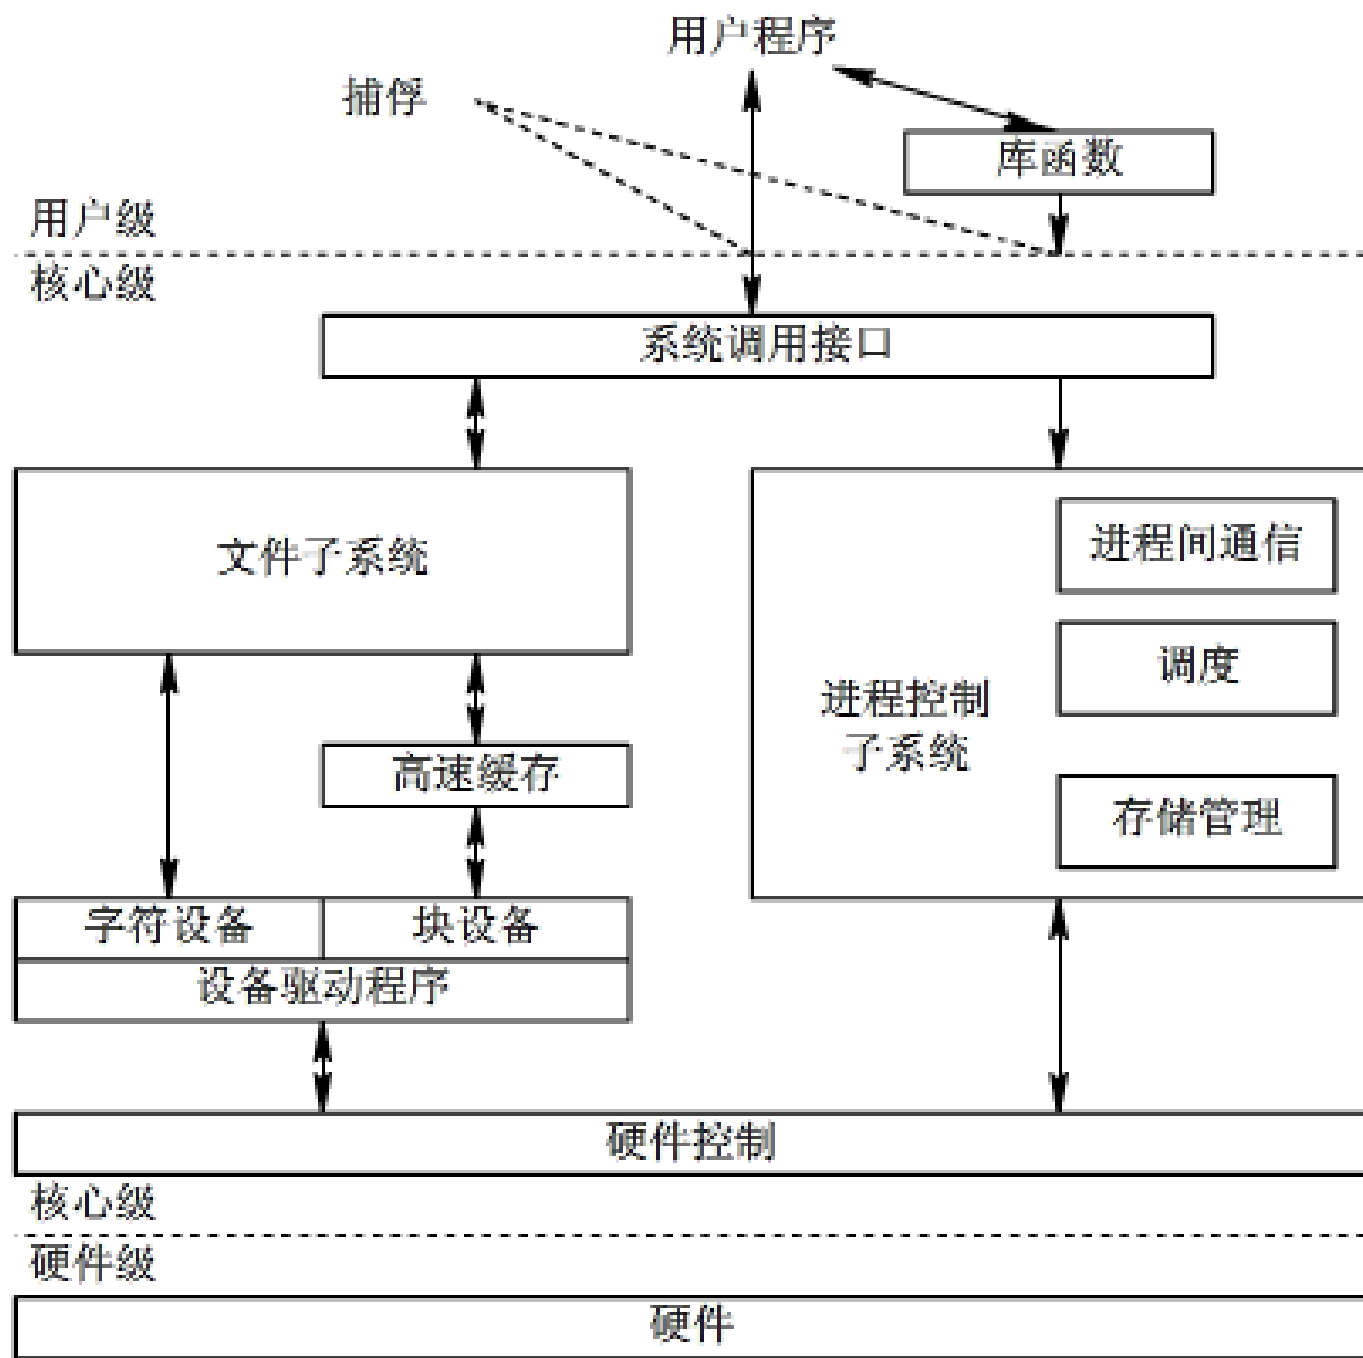 用户程序
捕俘
库函数
用户级
核心级
系统调用接口
文件子系统
进程间通信
调度
进程控制
子系统
存储管理
高速缓存
字符设备
块设备
设备驱动程序
硬件控制
核心级
硬件级
硬件